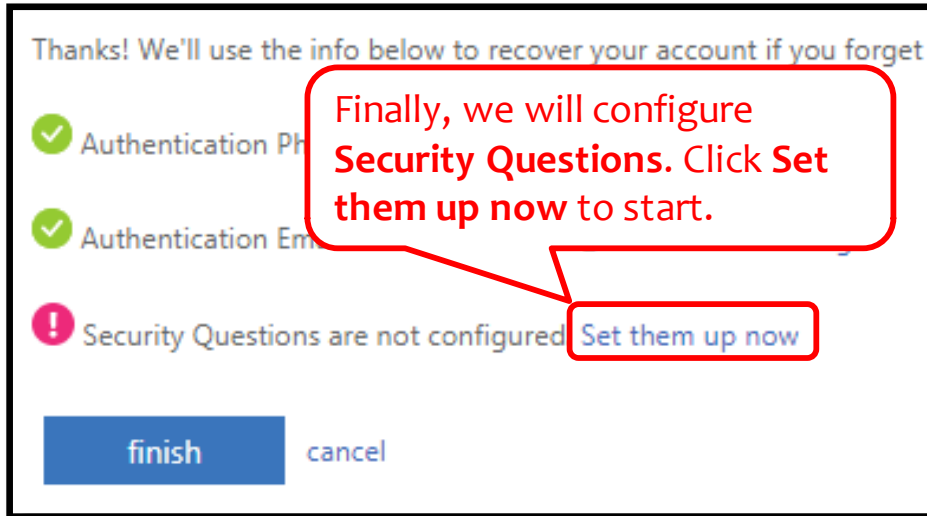 Thanks! We'll use the info below to recover your account if you forget
Finally, we will configure
Security Questions. Click Set
them up now to start.
Authentication Ph
Authentication Em
Security Questions are not configured
Set them up now
finish
cancel